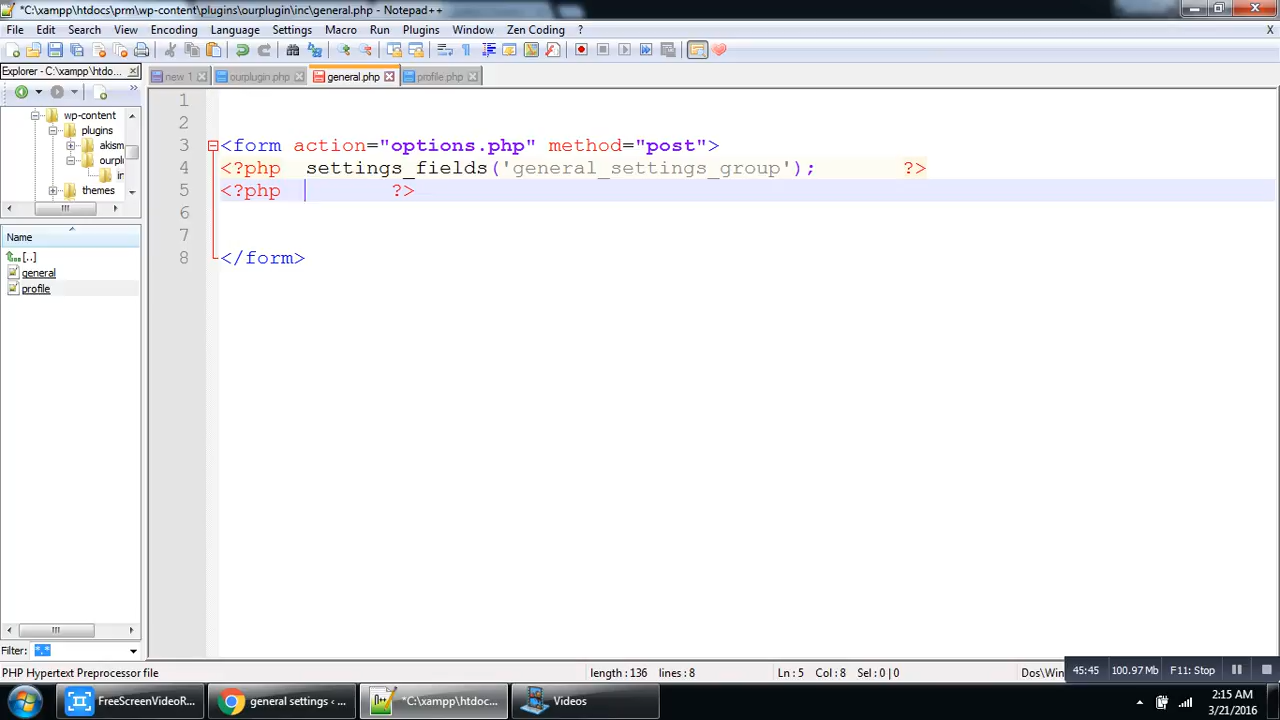 *C:\xampp\htdocs\prm\wp-content\plugins\ourplugin\inc\general.php - Notepad++
File Edit Search View Encoding Language Settings Macro Run Plugins Window Zen Coding ? X
Explorer - C:\xampp\htdo...
new 1 ourplugin.php general.php profile.php
wp-content
plugins
akism
ourpl
in
themes
Name
[..]
general
profile
Filter: *.*
1
2
3 <form action="options.php" method="post">
4 <?php settings_fields('general_settings_group'); ?>
5 <?php ?>
6
7
8 </form>
PHP Hypertext Preprocessor file length : 136 lines : 8 Ln : 5 Col : 8 Sel : 0 | 0 Dos\Win
45:45 100.97 Mb F11: Stop
FreeScreenVideoR... general settings ‹ ... *C:\xampp\htdoc... Videos
2:15 AM
3/21/2016